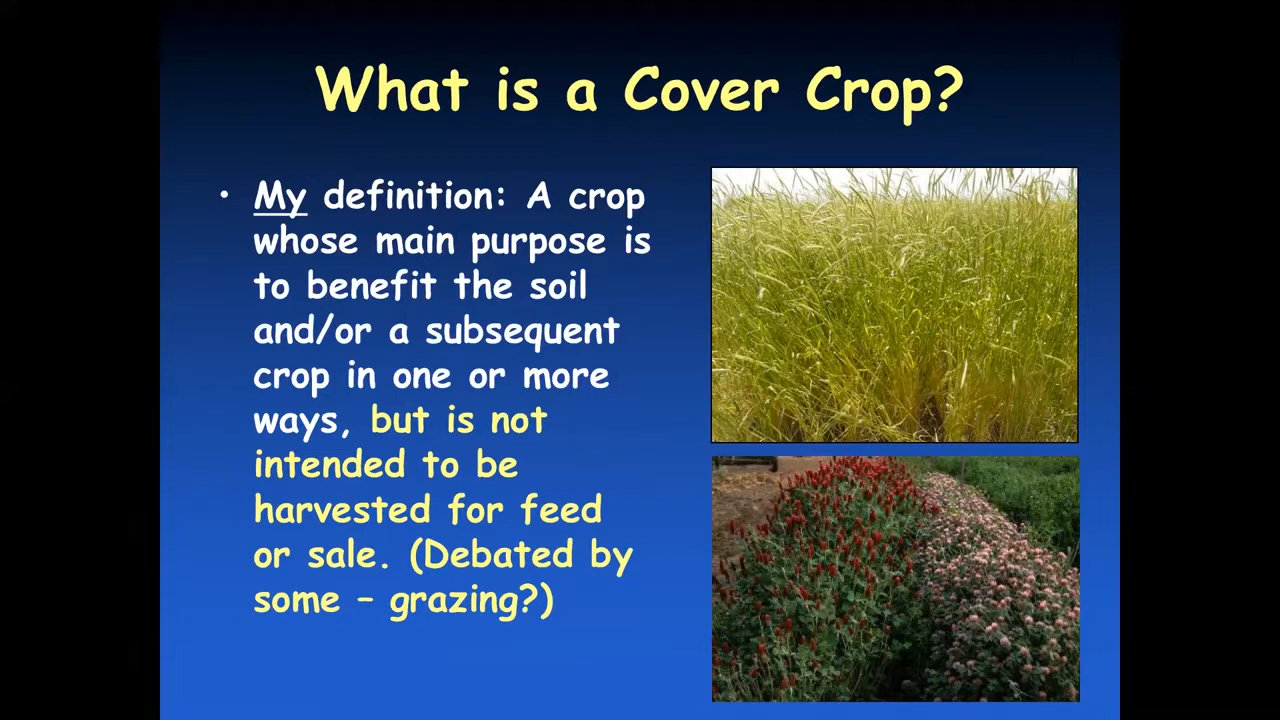 What is a Cover Crop?
• My definition: A crop
whose main purpose is
to benefit the soil
and/or a subsequent
crop in one or more
ways, but is not
intended to be
harvested for feed
or sale. (Debated by
some – grazing?)